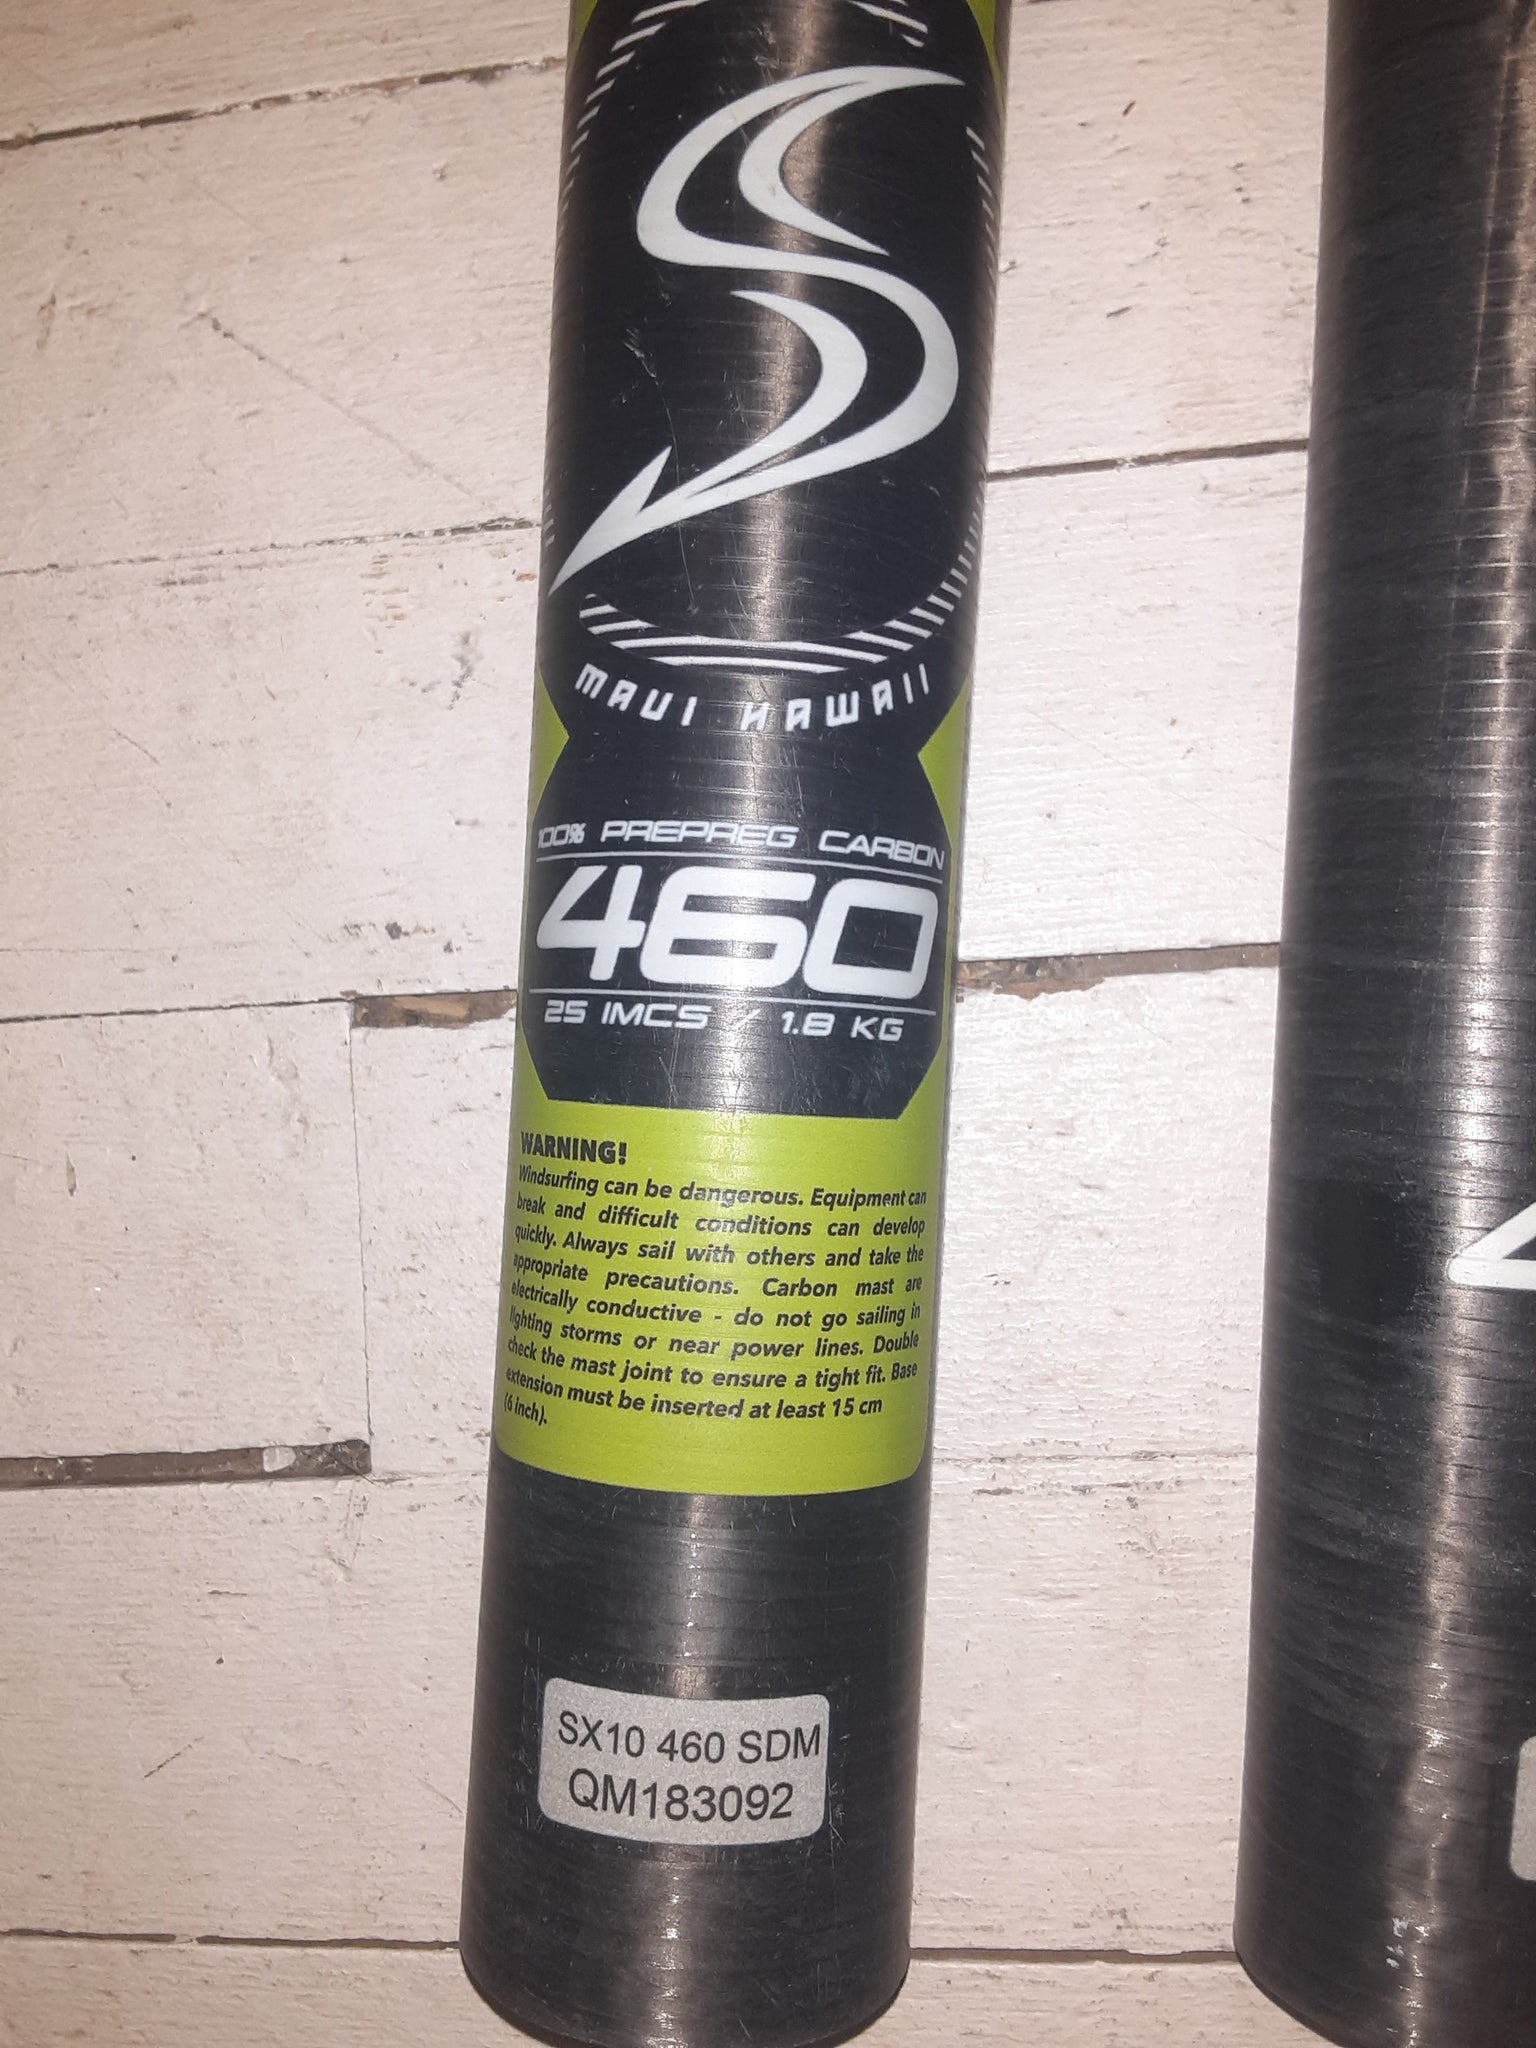 MAUI HAWAII
100% PREPREG CARBON
460
25 IMCS / 1.8 KG
WARNING!
Windsurfing can be dangerous. Equipment can
break and difficult conditions can develop
quickly. Always sail with others and take the
appropriate precautions. Carbon mast are
electrically conductive - do not go sailing in
lighting storms or near power lines. Double
check the mast joint to ensure a tight fit. Base
extension must be inserted at least 15 cm
(6 inch).
SX10 460 SDM
QM183092
4